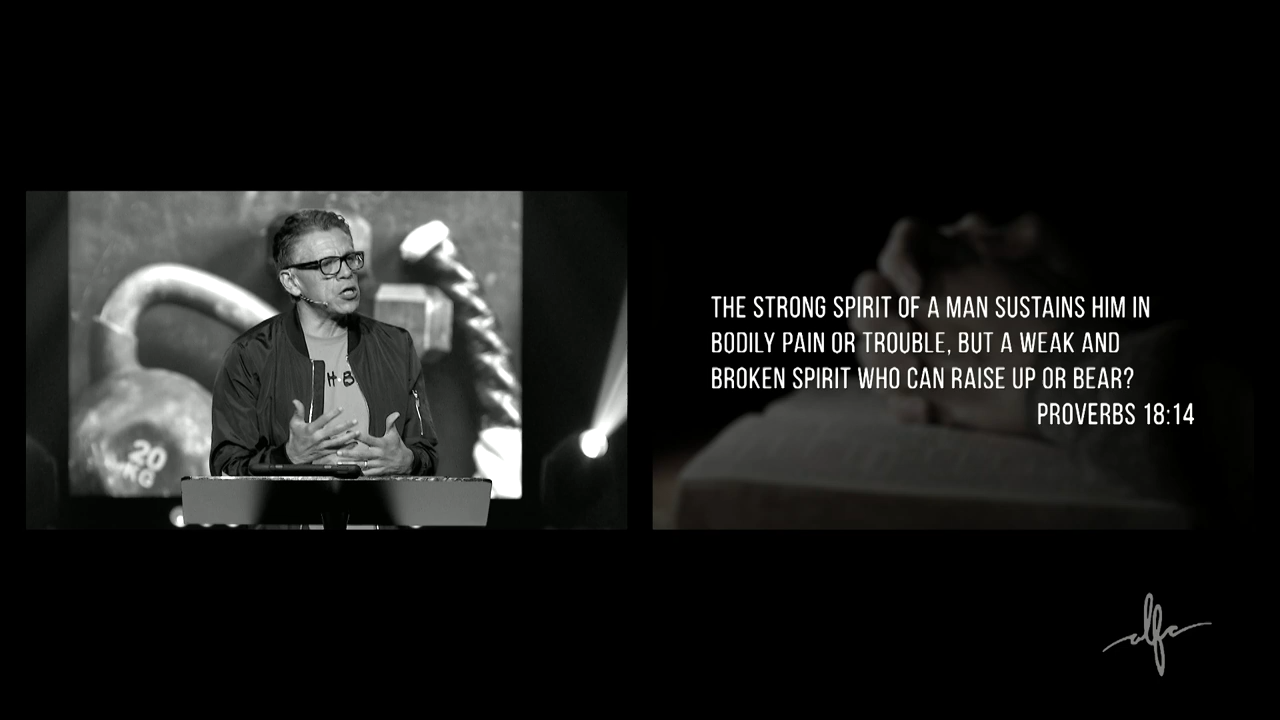 20
KG
H B
THE STRONG SPIRIT OF A MAN SUSTAINS HIM IN
BODILY PAIN OR TROUBLE, BUT A WEAK AND
BROKEN SPIRIT WHO CAN RAISE UP OR BEAR?
PROVERBS 18:14